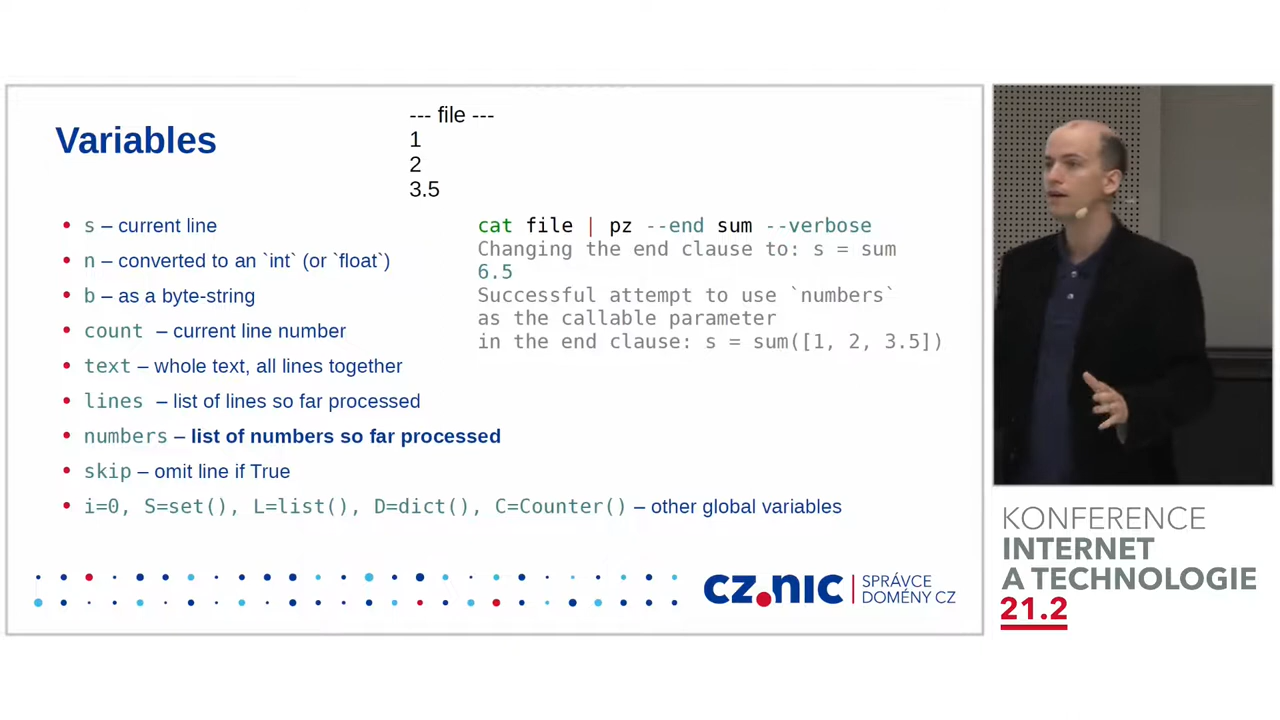 Variables
--- file ---
1
2
3.5
s – current line
n – converted to an `int` (or `float`)
b – as a byte-string
count – current line number
text – whole text, all lines together
lines – list of lines so far processed
numbers – list of numbers so far processed
skip – omit line if True
i=0, S=set(), L=list(), D=dict(), C=Counter() – other global variables
cat file | pz --end sum --verbose
Changing the end clause to: s = sum
6.5
Successful attempt to use `numbers`
as the callable parameter
in the end clause: s = sum([1, 2, 3.5])
CZ.NIC
SPRÁVCE
DOMÉNY CZ
KONFERENCE
INTERNET
A TECHNOLOGIE
21.2